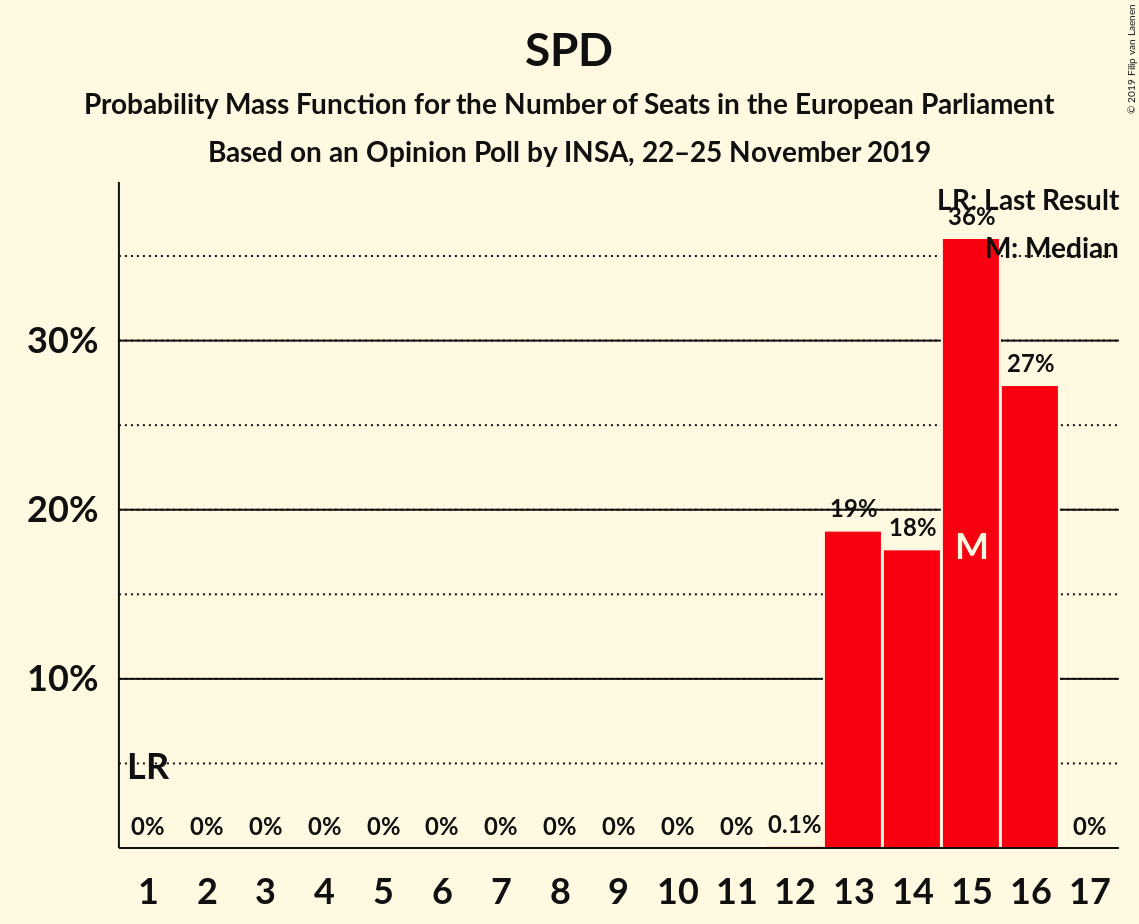 SPD
Probability Mass Function for the Number of Seats in the European Parliament
Based on an Opinion Poll by INSA, 22–25 November 2019
© 2019 Filip van Laenen
LR: Last Result
M: Median
36%
30%
27%
20%
19%
18%
M
10%
LR
0% 0% 0% 0% 0% 0% 0% 0% 0% 0% 0% 0.1% 0%
1 2 3 4 5 6 7 8 9 10 11 12 13 14 15 16 17